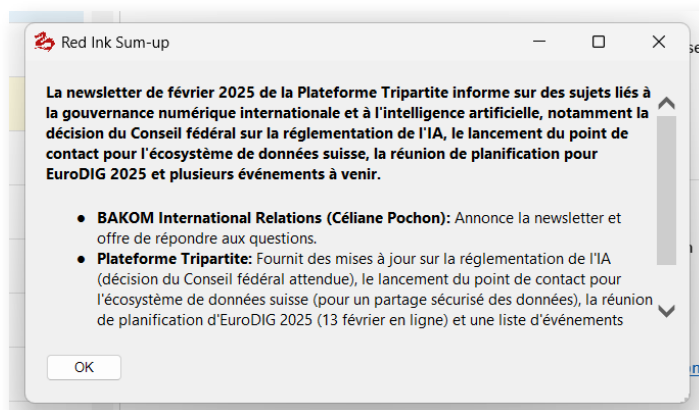 Red Ink Sum-up
La newsletter de février 2025 de la Plateforme Tripartite informe sur des sujets liés à
la gouvernance numérique internationale et à l'intelligence artificielle, notamment la
décision du Conseil fédéral sur la réglementation de l'IA, le lancement du point de
contact pour l'écosystème de données suisse, la réunion de planification pour
EuroDIG 2025 et plusieurs événements à venir.
● BAKOM International Relations (Céliane Pochon): Annonce la newsletter et
offre de répondre aux questions.
● Plateforme Tripartite: Fournit des mises à jour sur la réglementation de l'IA
(décision du Conseil fédéral attendue), le lancement du point de contact pour
l'écosystème de données suisse (pour un partage sécurisé des données), la réunion
de planification d'EuroDIG 2025 (13 février en ligne) et une liste d'événements
OK